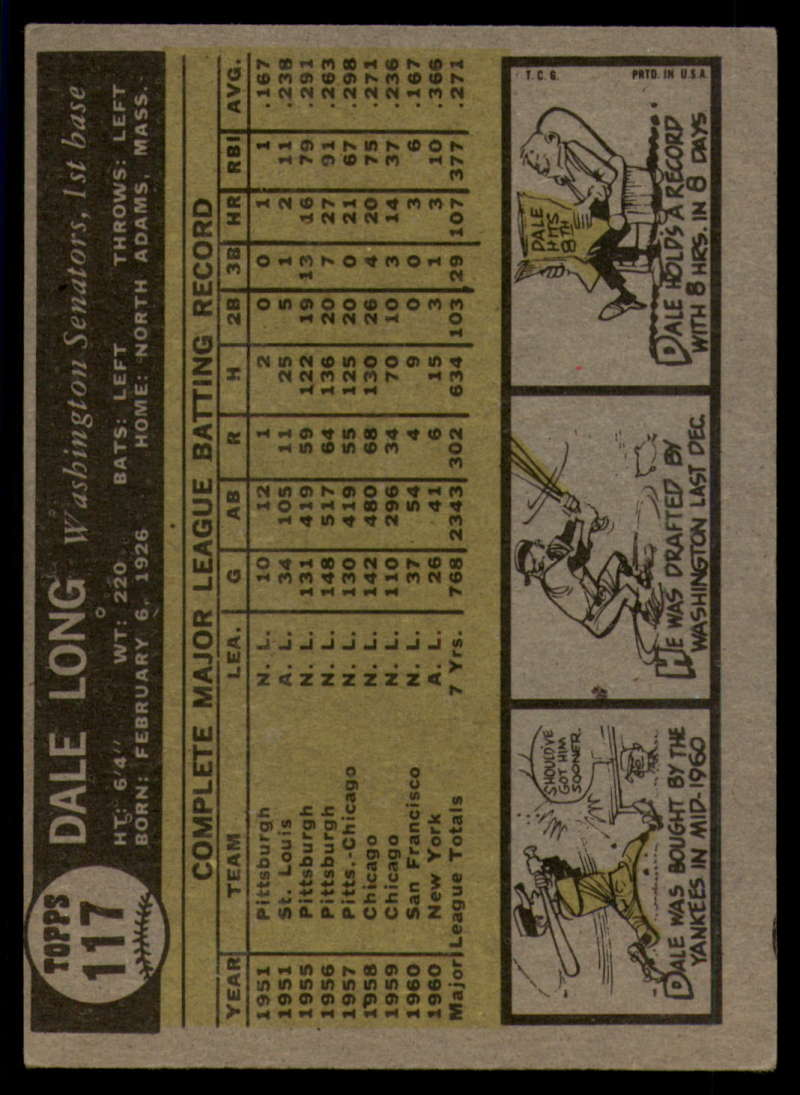 TOPPS
117
DALE LONG Washington Senators, 1st base
HT: 6'4" WT: 220 BATS: LEFT THROWS: LEFT
BORN: FEBRUARY 6, 1926 HOME: NORTH ADAMS, MASS.
COMPLETE MAJOR LEAGUE BATTING RECORD
YEAR TEAM LEA. G AB R H 2B 3B HR RBI AVG.
1951 Pittsburgh N. L. 10 12 1 2 0 0 1 1 .167
1951 St. Louis A. L. 34 105 11 25 5 1 2 11 .238
1955 Pittsburgh N. L. 131 419 59 122 19 13 16 79 .291
1956 Pittsburgh N. L. 148 517 64 136 20 7 27 91 .263
1957 Pitts.-Chicago N. L. 130 419 55 125 20 0 21 67 .298
1958 Chicago N. L. 142 480 68 130 26 4 20 75 .271
1959 Chicago N. L. 110 296 34 70 10 3 14 37 .236
1960 San Francisco N. L. 37 54 4 9 0 0 3 6 .167
1960 New York A. L. 26 41 6 15 3 1 3 10 .366
Major League Totals 7 Yrs. 768 2343 302 634 103 29 107 377 .271
SHOULD'VE
GOT HIM
SOONER.
DALE WAS BOUGHT BY THE
YANKEES IN MID-1960
HE WAS DRAFTED BY
WASHINGTON LAST DEC.
T.C.G. PRTD. IN U.S.A.
DALE
HITS
8TH
DALE HOLDS A RECORD
WITH 8 HRS. IN 8 DAYS